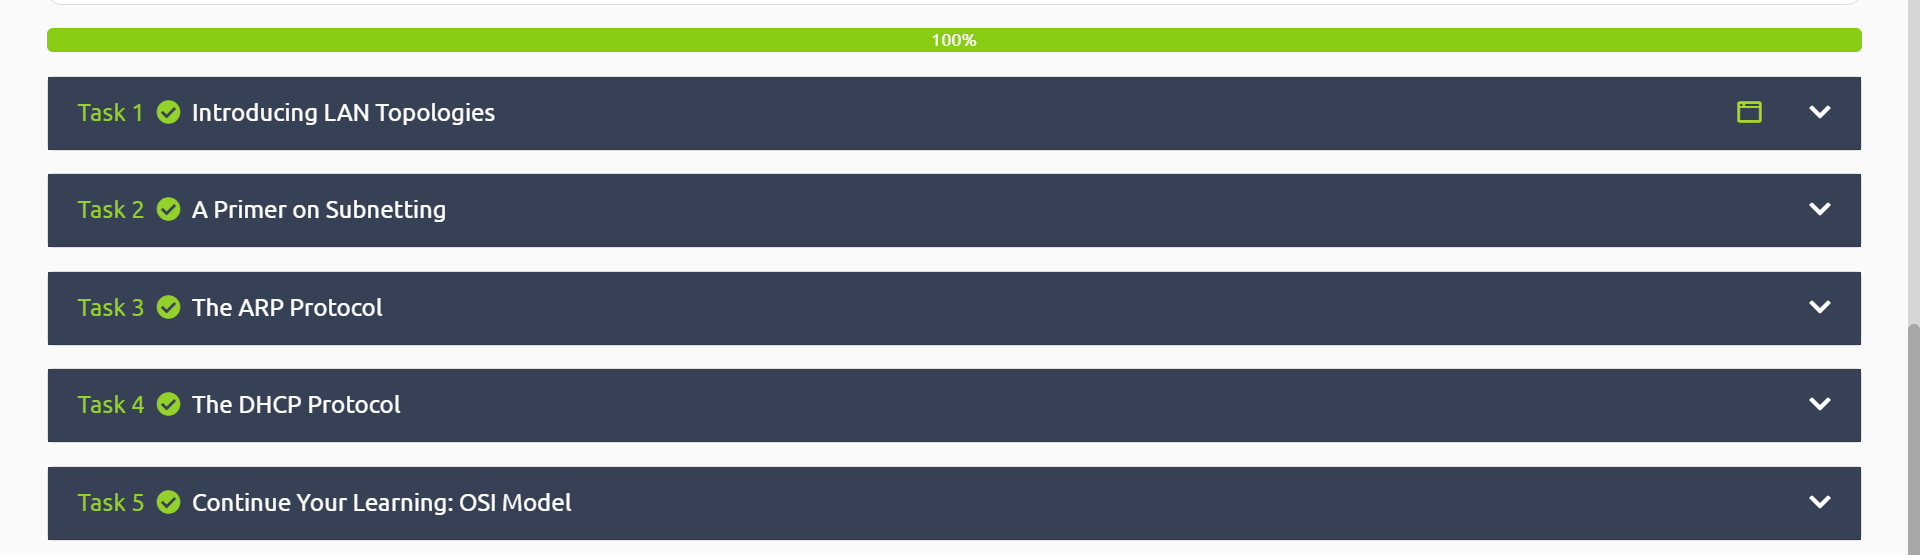 100%
Task 1 Introducing LAN Topologies
Task 2 A Primer on Subnetting
Task 3 The ARP Protocol
Task 4 The DHCP Protocol
Task 5 Continue Your Learning: OSI Model